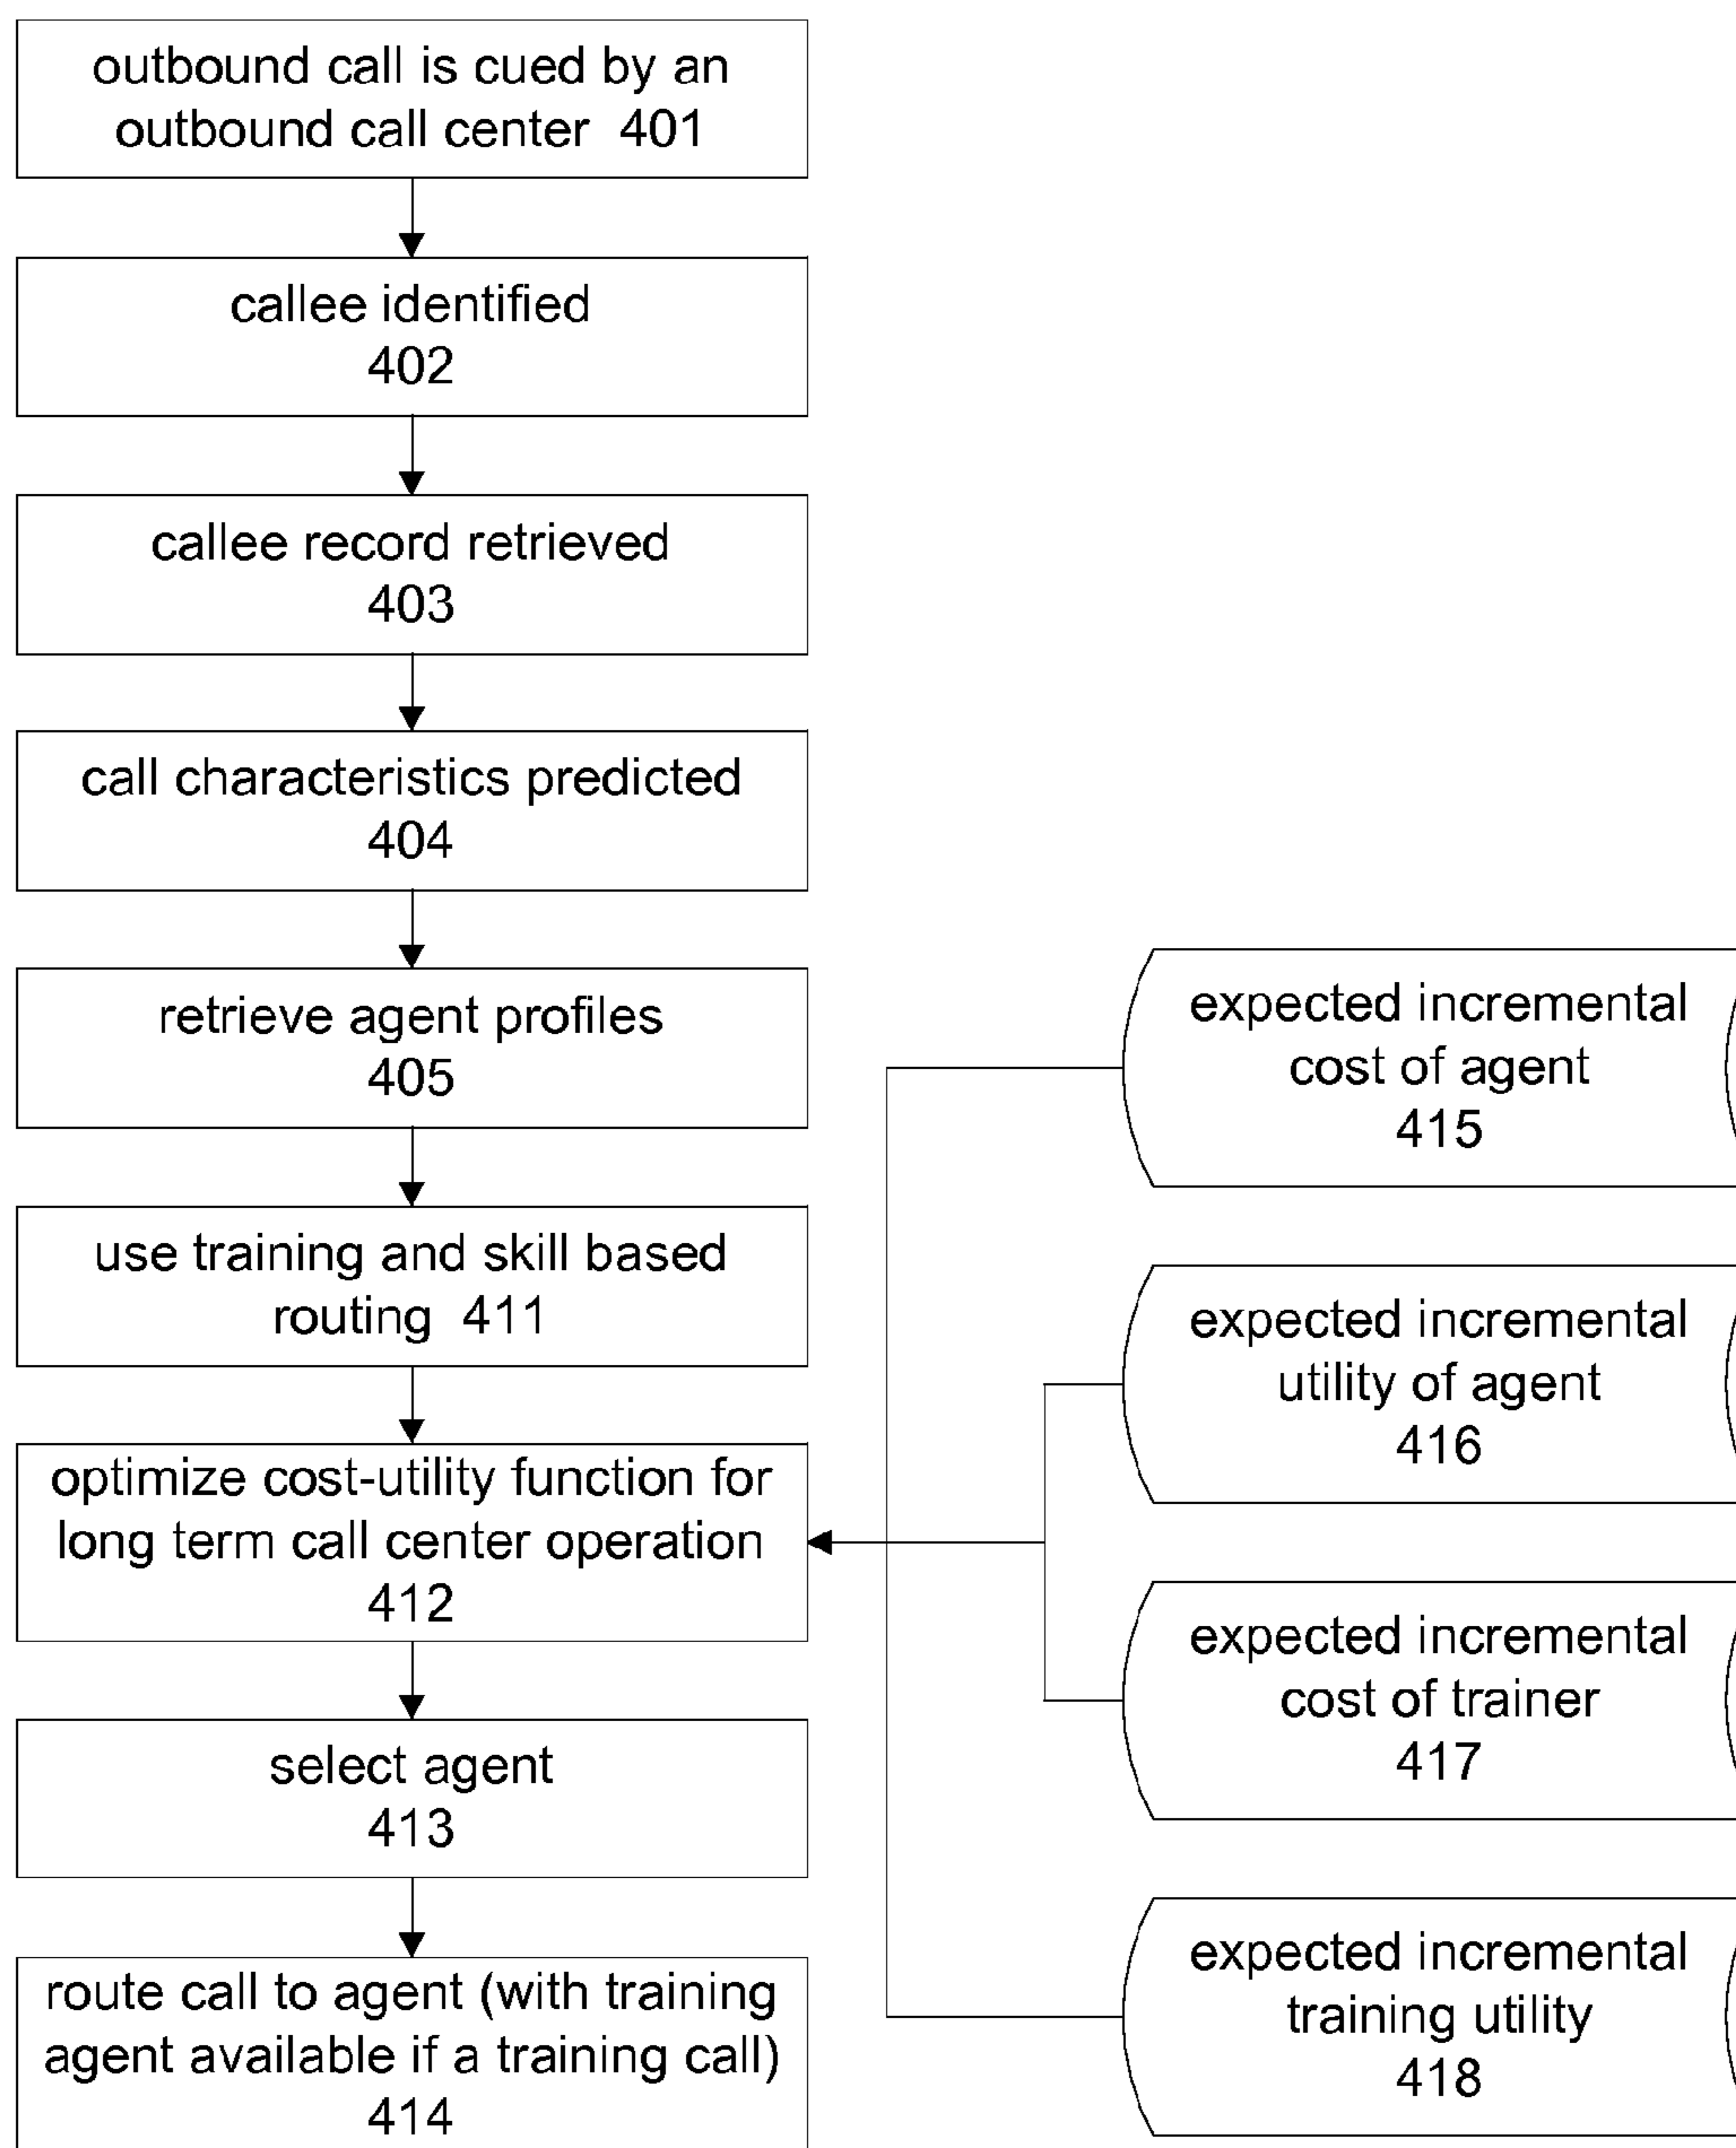 outbound call is cued by an
outbound call center 401
callee identified
402
callee record retrieved
403
call characteristics predicted
404
retrieve agent profiles
405
use training and skill based
routing 411
optimize cost-utility function for
long term call center operation
412
select agent
413
route call to agent (with training
agent available if a training call)
414
expected incremental
cost of agent
415
expected incremental
utility of agent
416
expected incremental
cost of trainer
417
expected incremental
training utility
418